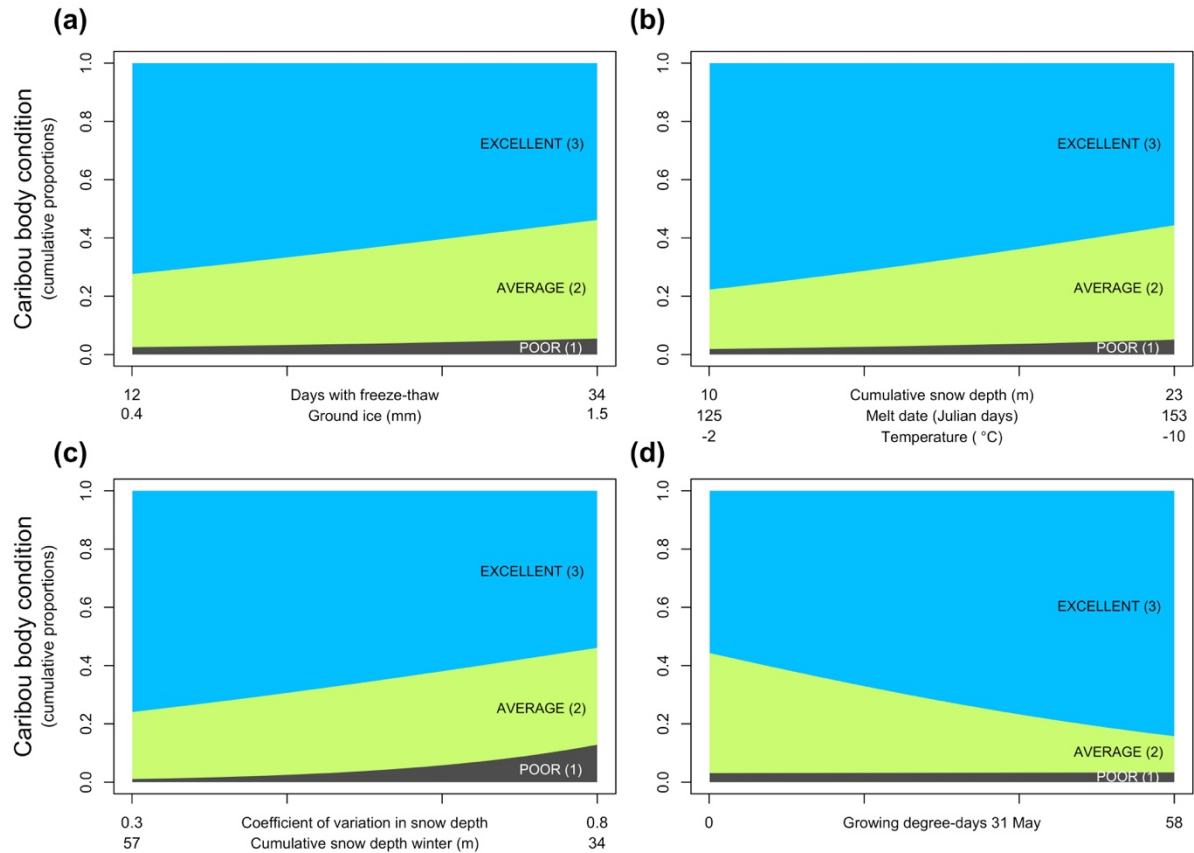 (a)
Caribou body condition
(cumulative proportions)
1.0
0.8
0.6
0.4
0.2
0.0
EXCELLENT (3)
AVERAGE (2)
POOR (1)
12 Days with freeze-thaw 34
0.4 Ground ice (mm) 1.5
(b)
1.0
0.8
0.6
0.4
0.2
0.0
EXCELLENT (3)
AVERAGE (2)
POOR (1)
10 Cumulative snow depth (m) 23
125 Melt date (Julian days) 153
-2 Temperature ( °C) -10
(c)
Caribou body condition
(cumulative proportions)
1.0
0.8
0.6
0.4
0.2
0.0
EXCELLENT (3)
AVERAGE (2)
POOR (1)
0.3 Coefficient of variation in snow depth 0.8
57 Cumulative snow depth winter (m) 34
(d)
1.0
0.8
0.6
0.4
0.2
0.0
EXCELLENT (3)
AVERAGE (2)
POOR (1)
0 Growing degree-days 31 May 58